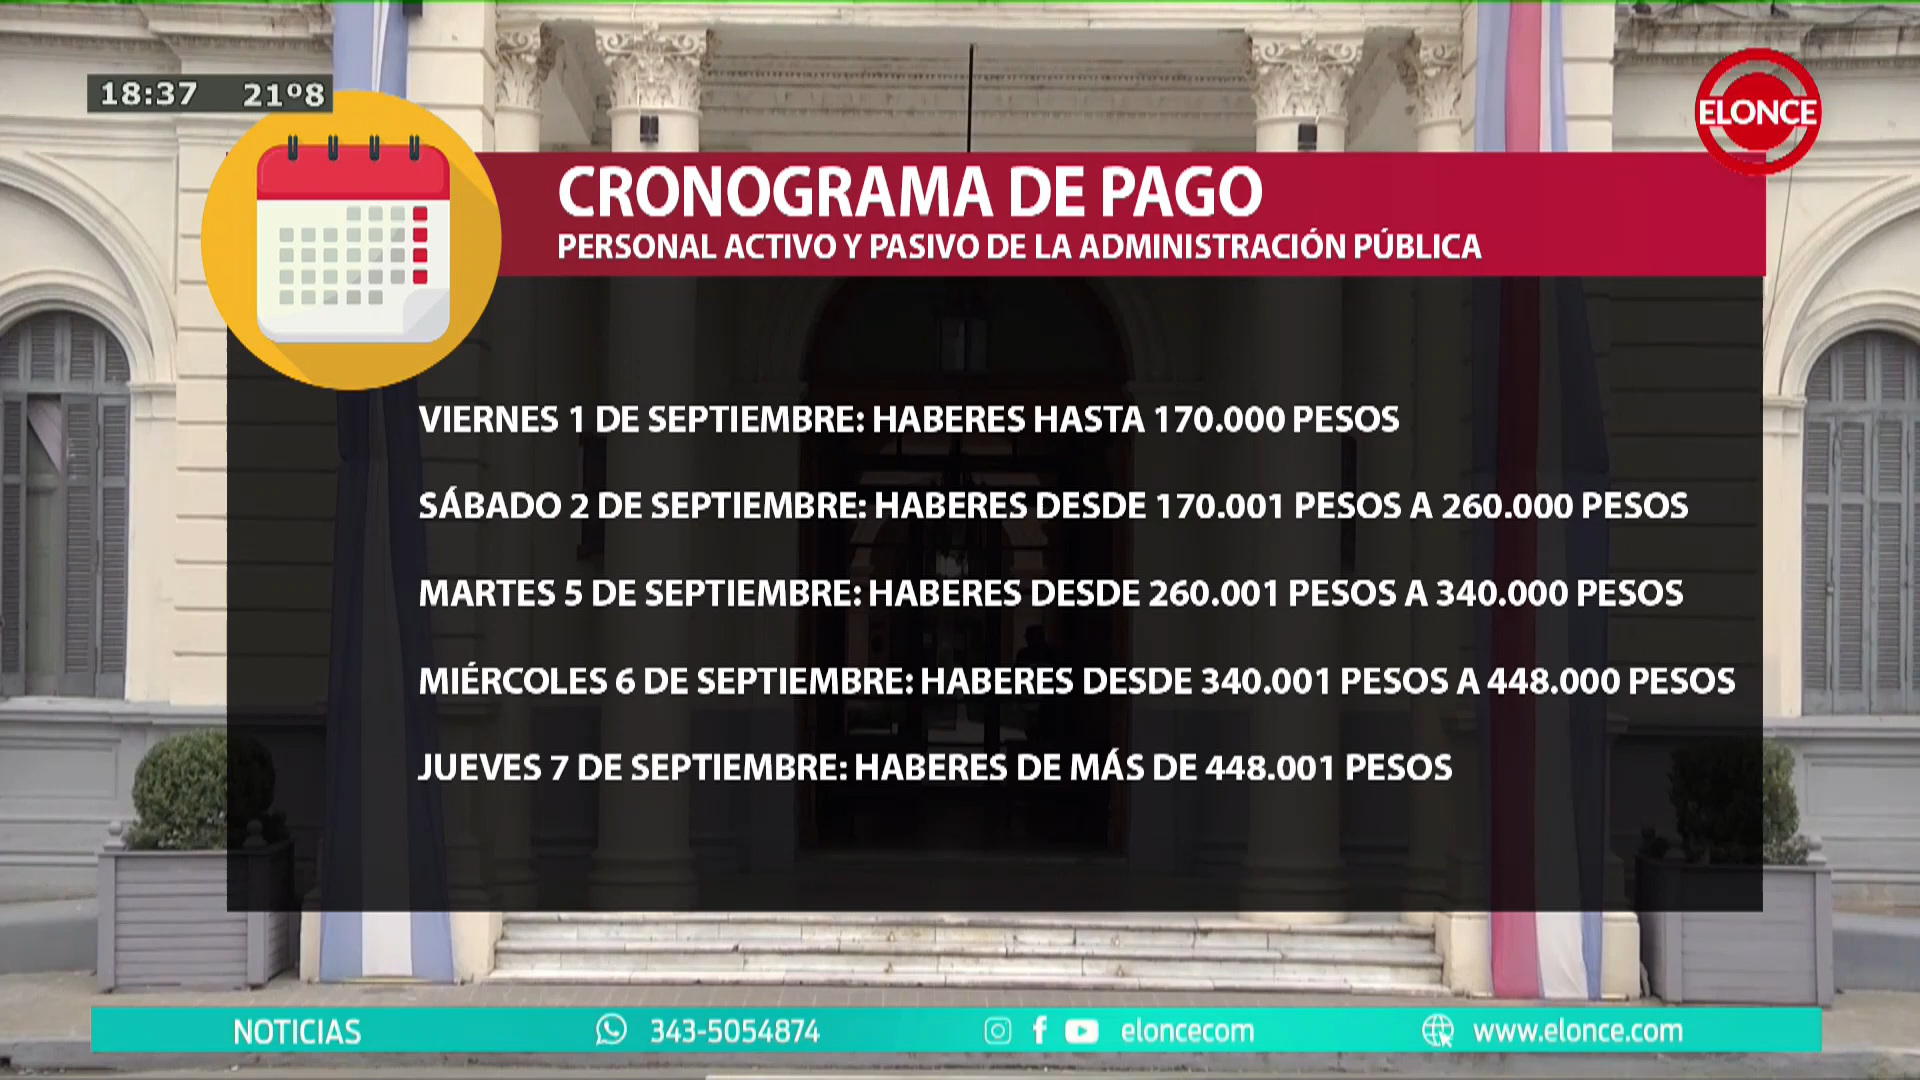 18:37 21º8
ELONCE
CRONOGRAMA DE PAGO
PERSONAL ACTIVO Y PASIVO DE LA ADMINISTRACIÓN PÚBLICA
VIERNES 1 DE SEPTIEMBRE: HABERES HASTA 170.000 PESOS
SÁBADO 2 DE SEPTIEMBRE: HABERES DESDE 170.001 PESOS A 260.000 PESOS
MARTES 5 DE SEPTIEMBRE: HABERES DESDE 260.001 PESOS A 340.000 PESOS
MIÉRCOLES 6 DE SEPTIEMBRE: HABERES DESDE 340.001 PESOS A 448.000 PESOS
JUEVES 7 DE SEPTIEMBRE: HABERES DE MÁS DE 448.001 PESOS
NOTICIAS 343-5054874 eloncecom www.elonce.com